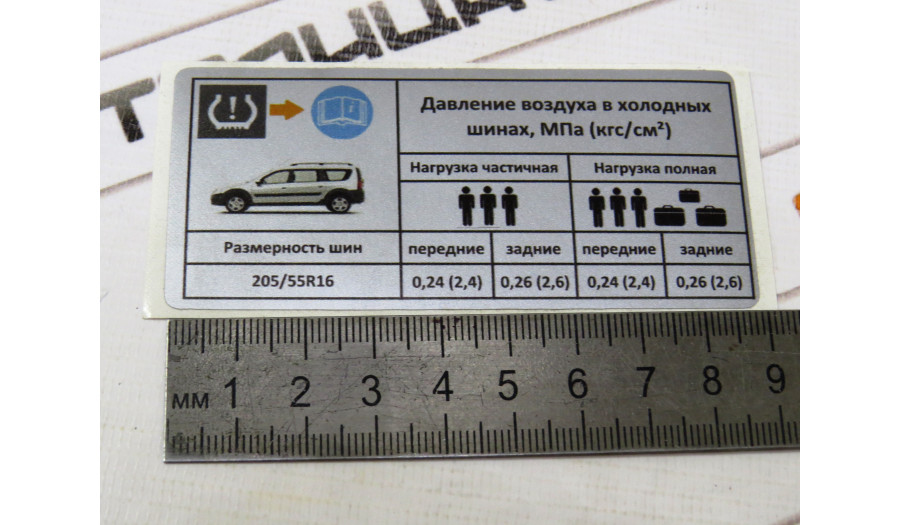 Давление воздуха в холодных
шинах, МПа (кгс/см²)
Нагрузка частичная Нагрузка полная
Размерность шин передние задние передние задние
205/55R16 0,24 (2,4) 0,26 (2,6) 0,24 (2,4) 0,26 (2,6)
мм 1 2 3 4 5 6 7 8 9